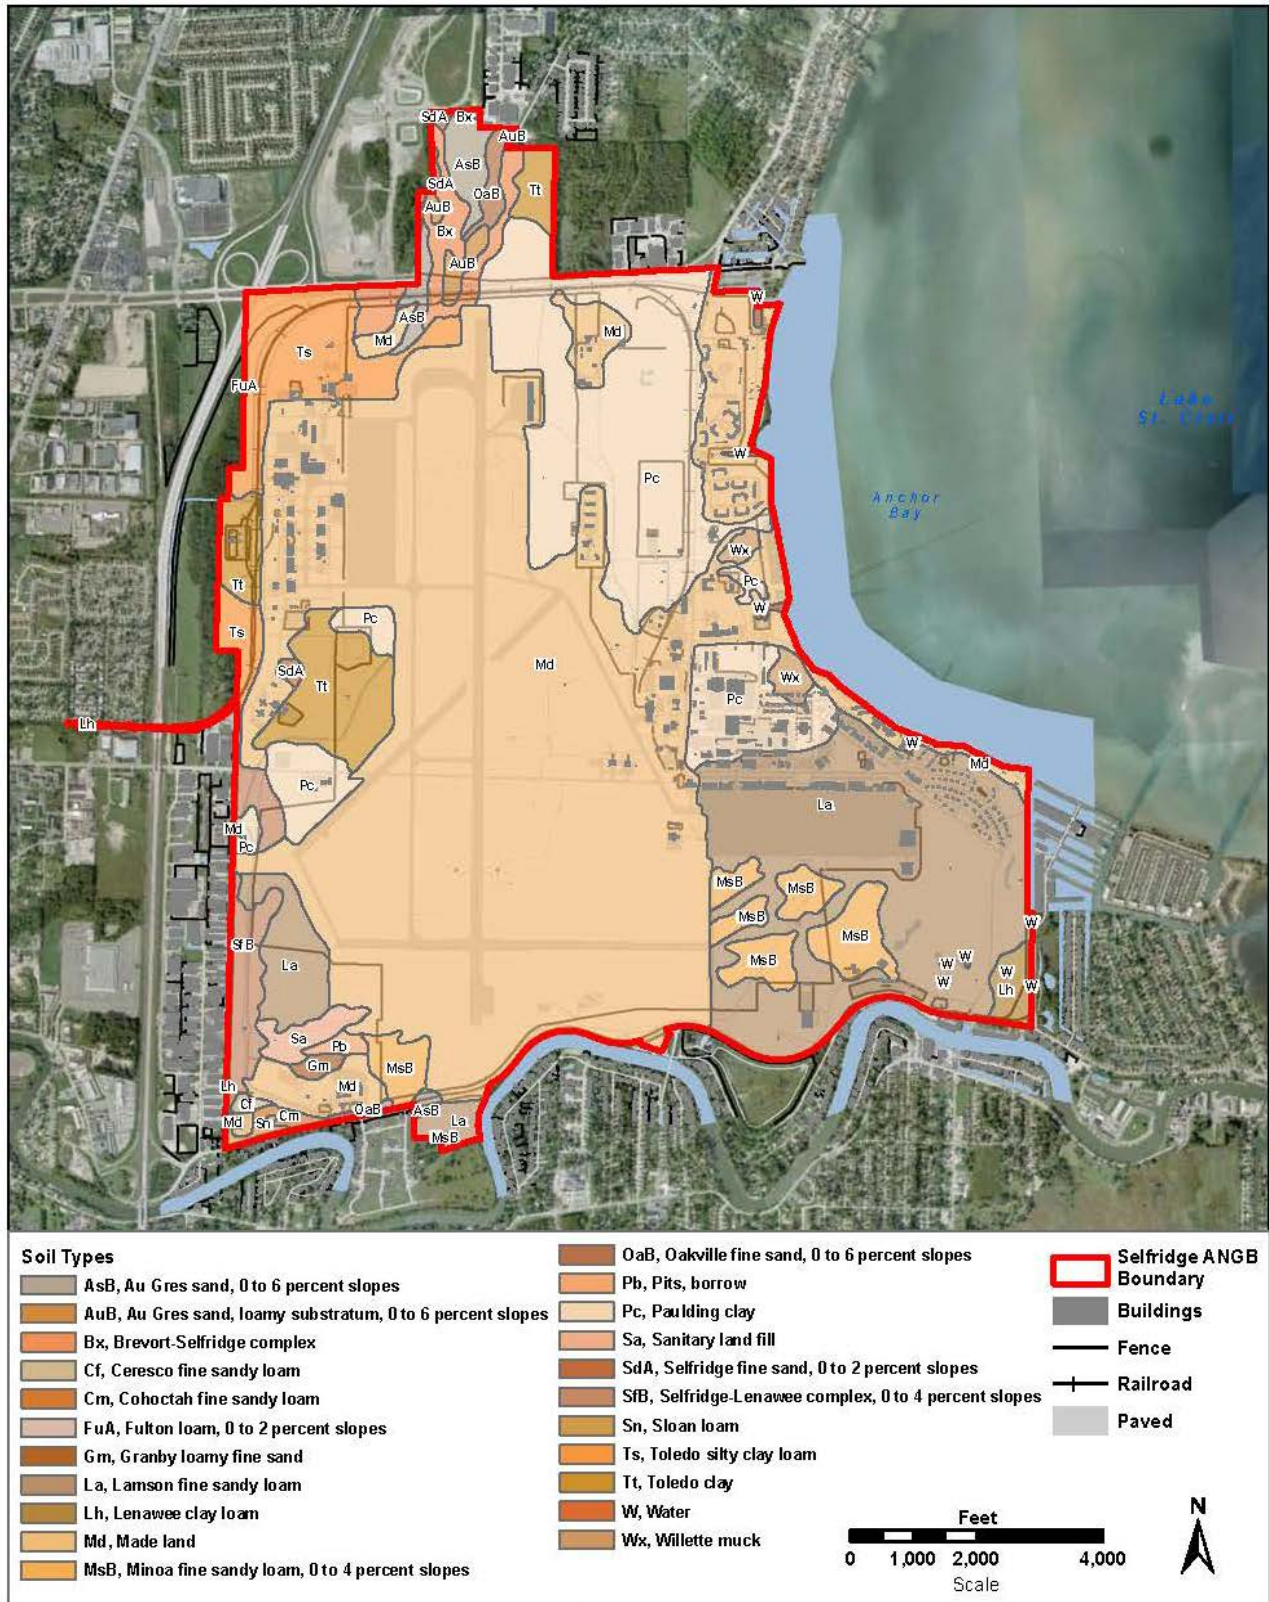 SdA Bx
AuB
AsB
SdA
OaB
Tt
AuB
Bx
AuB
W
AsB
Md
Md
Ts
FuA
Lake
St. Clair
W
Pc
Anchor
Bay
Wx
Tt
Pc
W
Pc
Ts
Md
SdA
Tt
Wx
Pc
Lh
W
Md
Pc
La
Md
Pc
MsB
MsB
MsB
W
MsB
SfB
W
MsB
W
La
W
W
Lh
W
Sa
Pb
Gm
MsB
Lh
Md
Cf
OaB
AsB
Cm
Md
Sn
La
MsB
Soil Types
AsB, Au Gres sand, 0 to 6 percent slopes
AuB, Au Gres sand, loamy substratum, 0 to 6 percent slopes
Bx, Brevort-Selfridge complex
Cf, Ceresco fine sandy loam
Cm, Cohoctah fine sandy loam
FuA, Fulton loam, 0 to 2 percent slopes
Gm, Granby loamy fine sand
La, Lamson fine sandy loam
Lh, Lenawee clay loam
Md, Made land
MsB, Minoa fine sandy loam, 0 to 4 percent slopes
OaB, Oakville fine sand, 0 to 6 percent slopes
Pb, Pits, borrow
Pc, Paulding clay
Sa, Sanitary land fill
SdA, Selfridge fine sand, 0 to 2 percent slopes
SfB, Selfridge-Lenawee complex, 0 to 4 percent slopes
Sn, Sloan loam
Ts, Toledo silty clay loam
Tt, Toledo clay
W, Water
Wx, Willette muck
Selfridge ANGB
Boundary
Buildings
Fence
Railroad
Paved
N
Feet
0 1,000 2,000 4,000
Scale